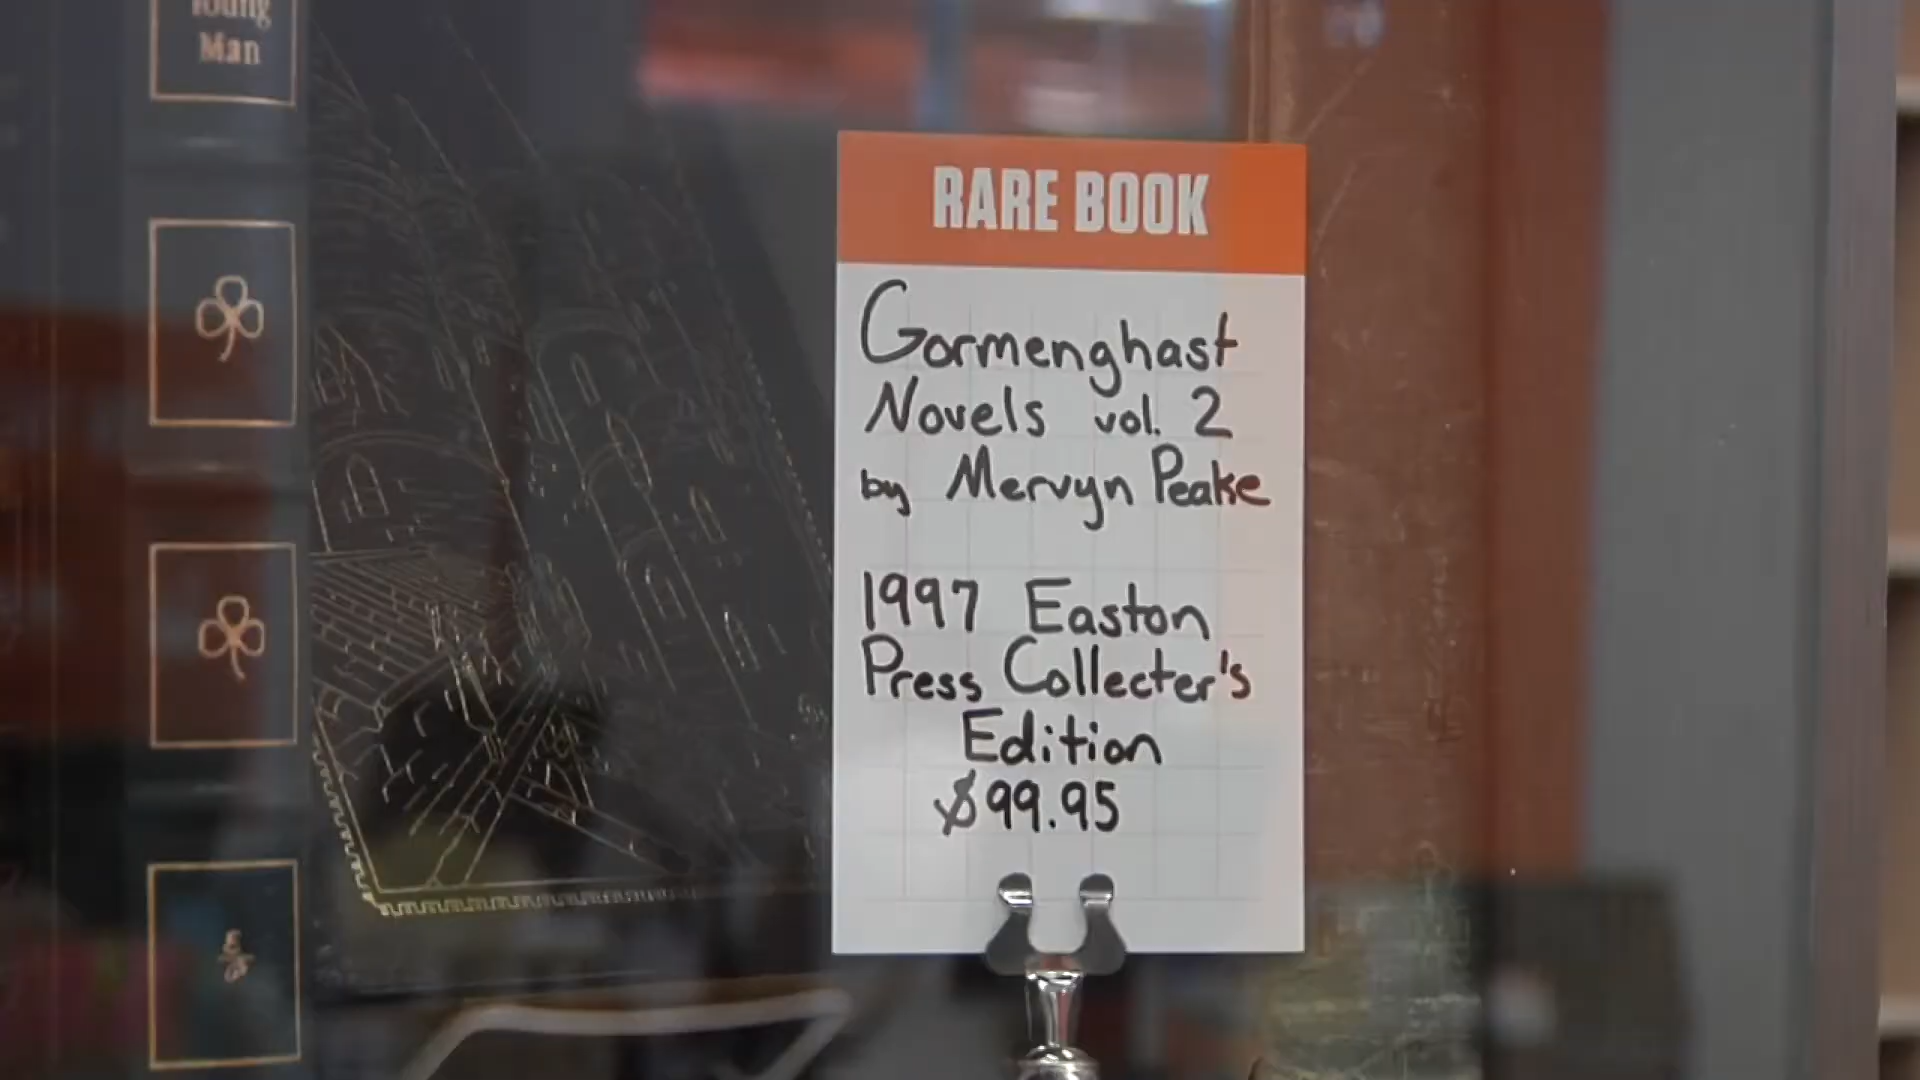 Young
Man
RARE BOOK
Gormenghast
Novels vol. 2
by Mervyn Peake
1997 Easton
Press Collecter's
Edition
$99.95